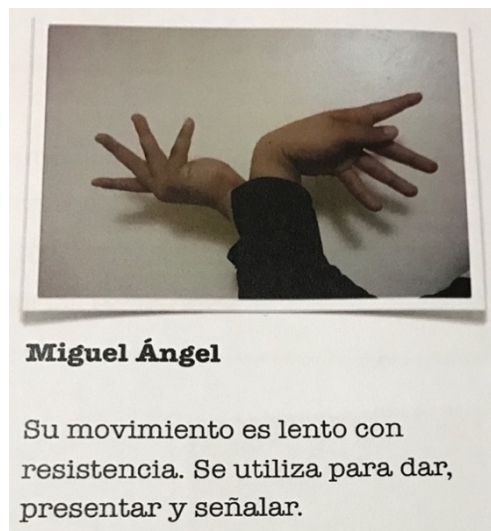 Miguel Ángel
Su movimiento es lento con
resistencia. Se utiliza para dar,
presentar y señalar.